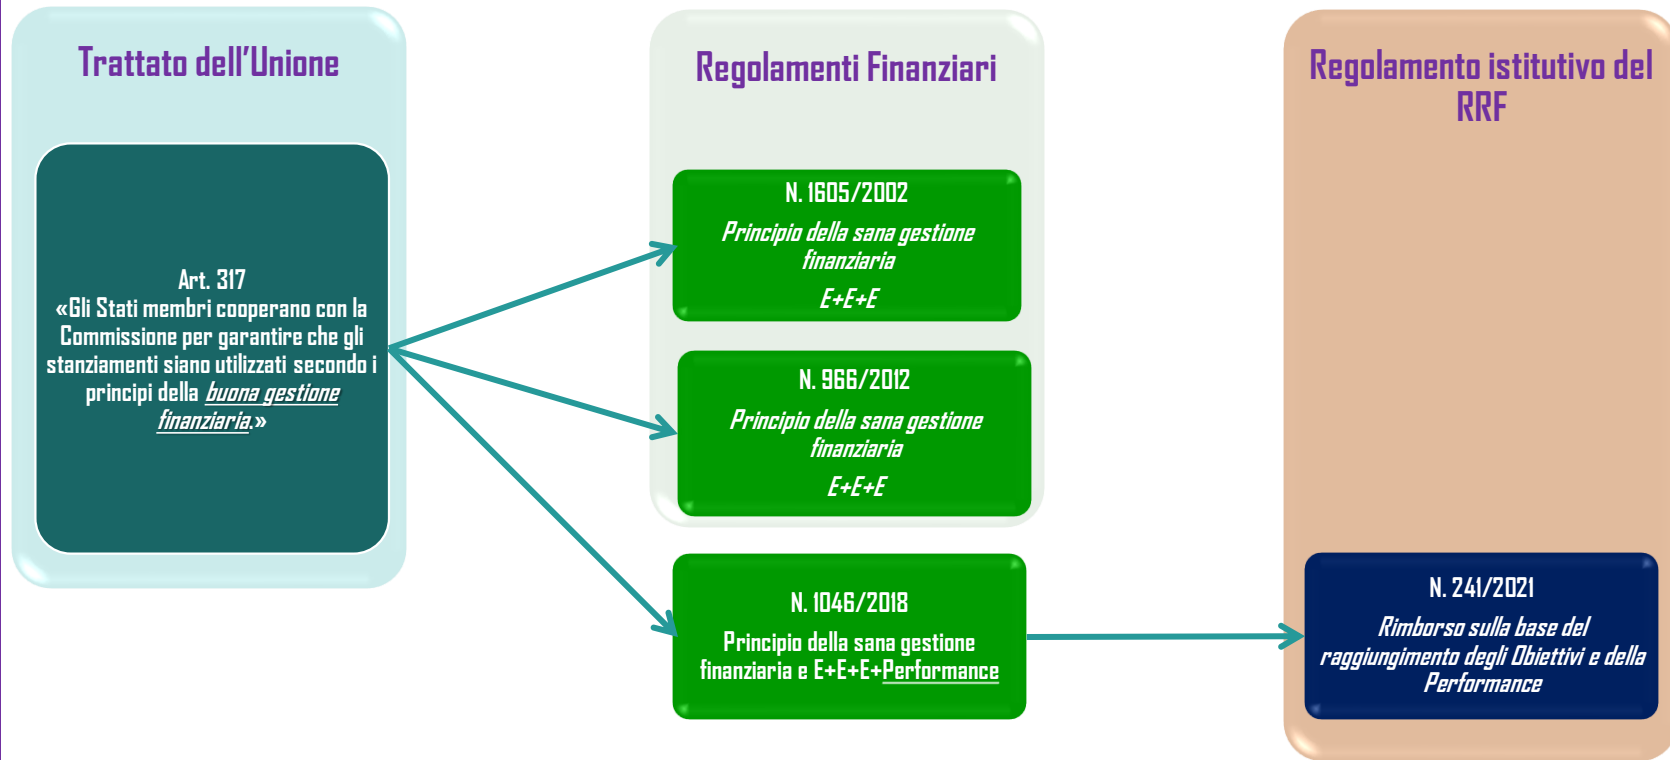 Trattato dell'Unione
Art. 317
«Gli Stati membri cooperano con la
Commissione per garantire che gli
stanziamenti siano utilizzati secondo i
principi della buona gestione
finanziaria.»
Regolamenti Finanziari
N. 1605/2002
Principio della sana gestione
finanziaria
E+E+E
N. 966/2012
Principio della sana gestione
finanziaria
E+E+E
N. 1046/2018
Principio della sana gestione
finanziaria e E+E+E+Performance
Regolamento istitutivo del
RRF
N. 241/2021
Rimborso sulla base del
raggiungimento degli Obiettivi e della
Performance